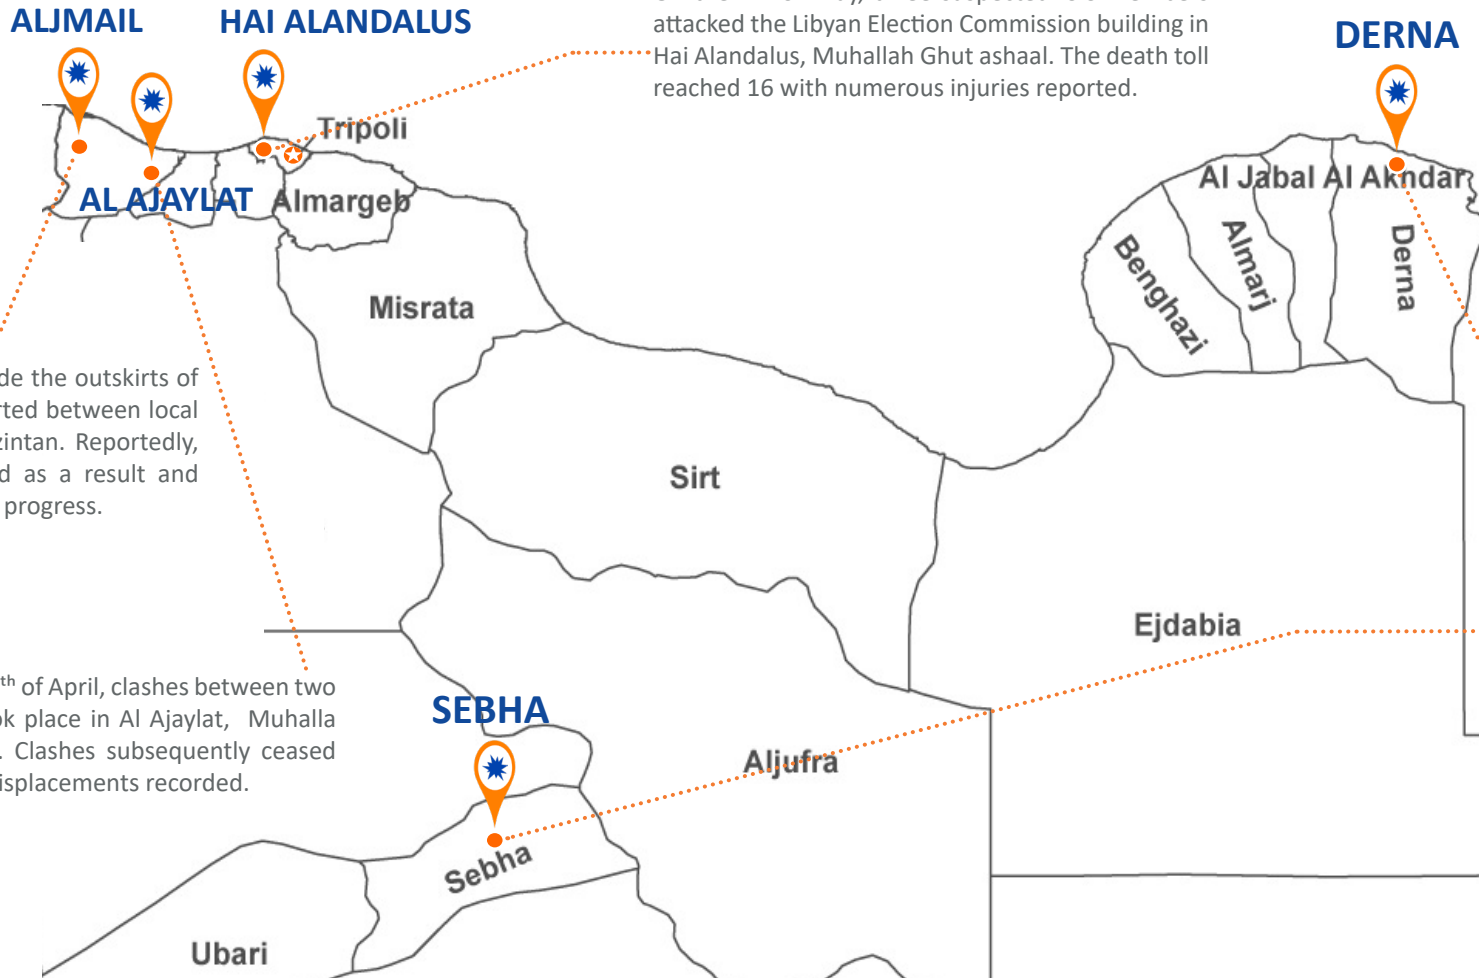 ALJMAIL
HAI ALANDALUS
attacked the Libyan Election Commission building in
Hai Alandalus, Muhallah Ghut ashaal. The death toll
reached 16 with numerous injuries reported.
DERNA
Tripoli
AL AJAYLAT
Almargeb
Al Jabal Al Akhdar
Benghazi
Almarj
Derna
Misrata
de the outskirts of
rted between local
zintan. Reportedly,
d as a result and
progress.
Sirt
Ejdabia
th of April, clashes between two
ok place in Al Ajaylat, Muhalla
. Clashes subsequently ceased
isplacements recorded.
SEBHA
Aljufra
Sebha
Ubari